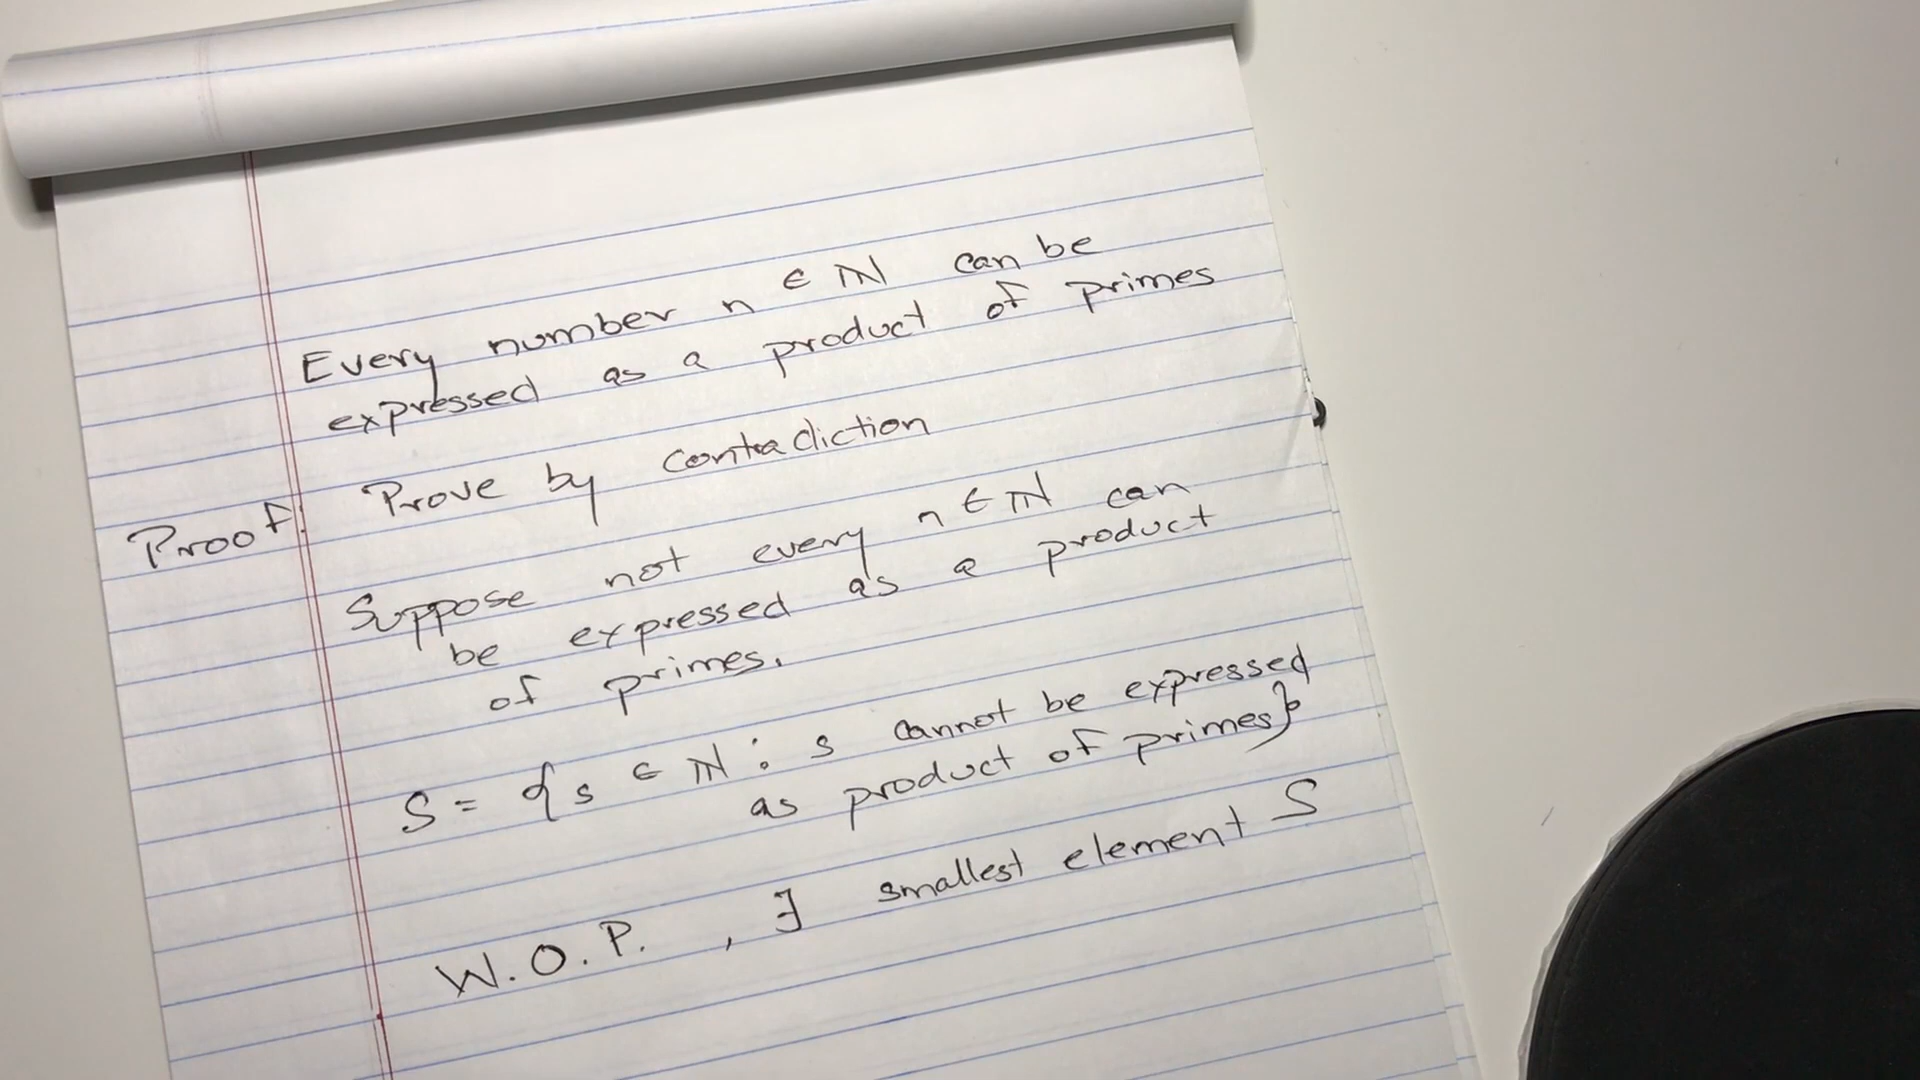 Every number n ∈ ℕ can be
expressed as a product of primes
Proof: Prove by contradiction
Suppose not every n ∈ ℕ can
be expressed as a product
of primes.
S = {s ∈ ℕ : s cannot be expressed
as product of primes}
W.O.P. , ∃ smallest element S